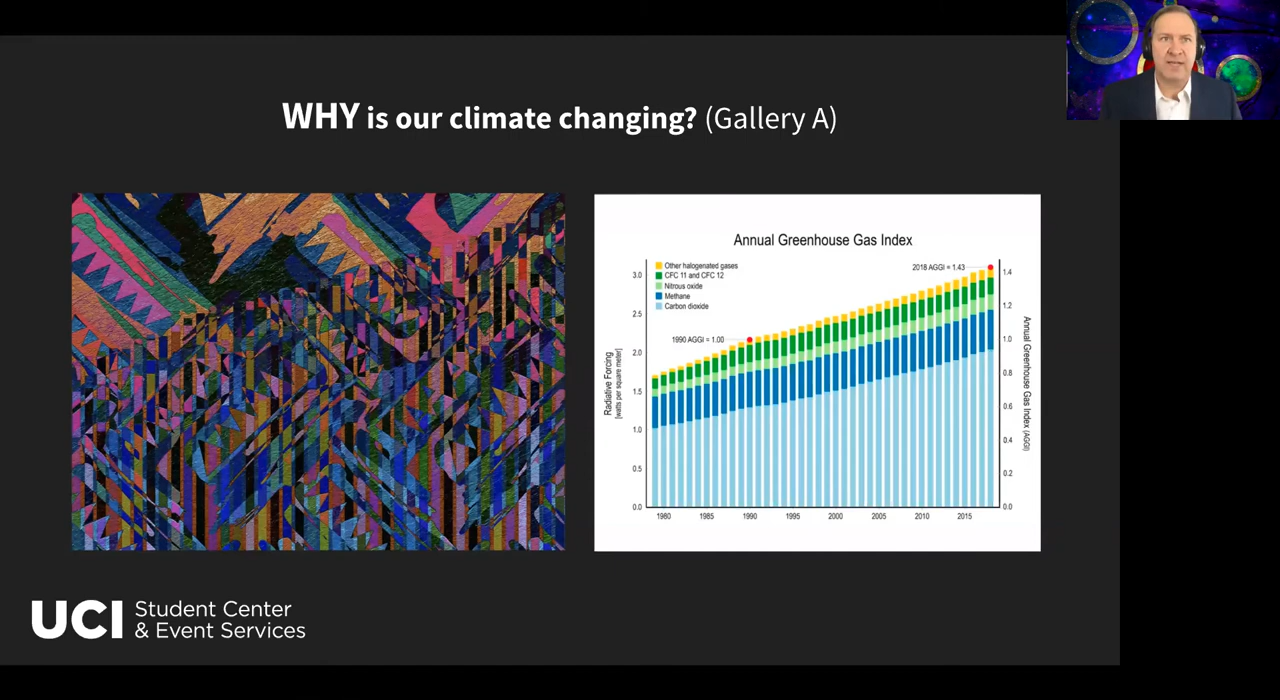 WHY is our climate changing? (Gallery A)
Annual Greenhouse Gas Index
Other halogenated gases
CFC 11 and CFC 12
Nitrous oxide
Methane
Carbon dioxide
2018 AGGI = 1.43
1990 AGGI = 1.00
3.0
2.5
2.0
1.5
1.0
0.5
0.0
Radiative Forcing
[watts per square meter]
1.4
1.2
1.0
0.8
0.6
0.4
0.2
0.0
Annual Greenhouse Gas Index (AGGI)
1980 1985 1990 1995 2000 2005 2010 2015
UCI Student Center
& Event Services